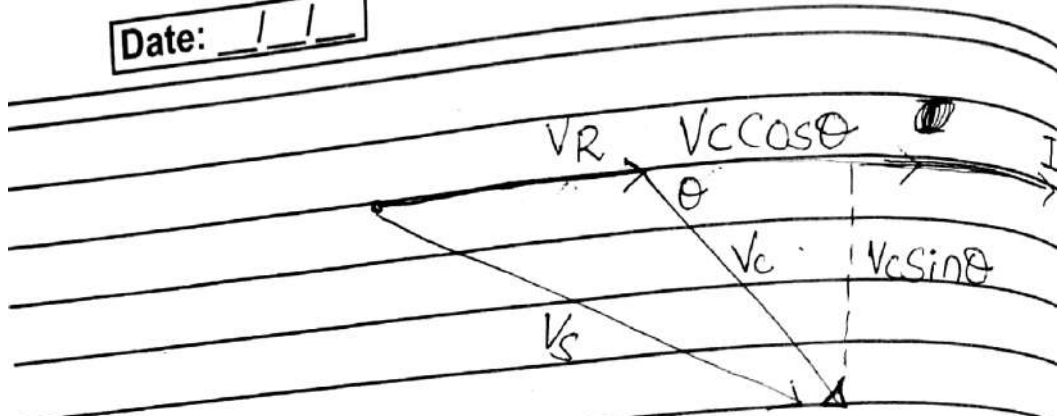 Date: __/__/__
VR VcCosθ I
θ
Vc VcSinθ
Vs